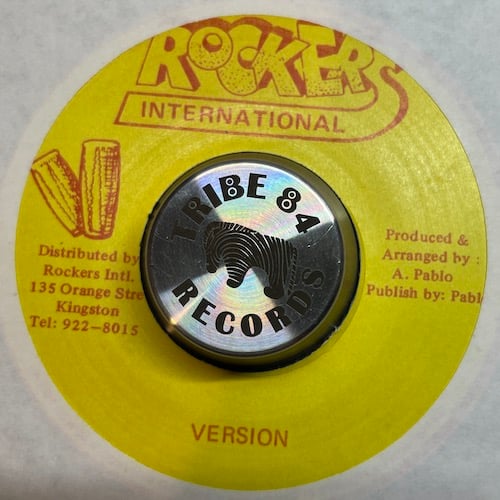 ROCKERS
INTERNATIONAL
TRIBE 84
RECORDS
Distributed by
Rockers Intl.
135 Orange Stre
Kingston
Tel: 922-8015
Produced &
Arranged by :
A. Pablo
Publish by: Pabl
VERSION